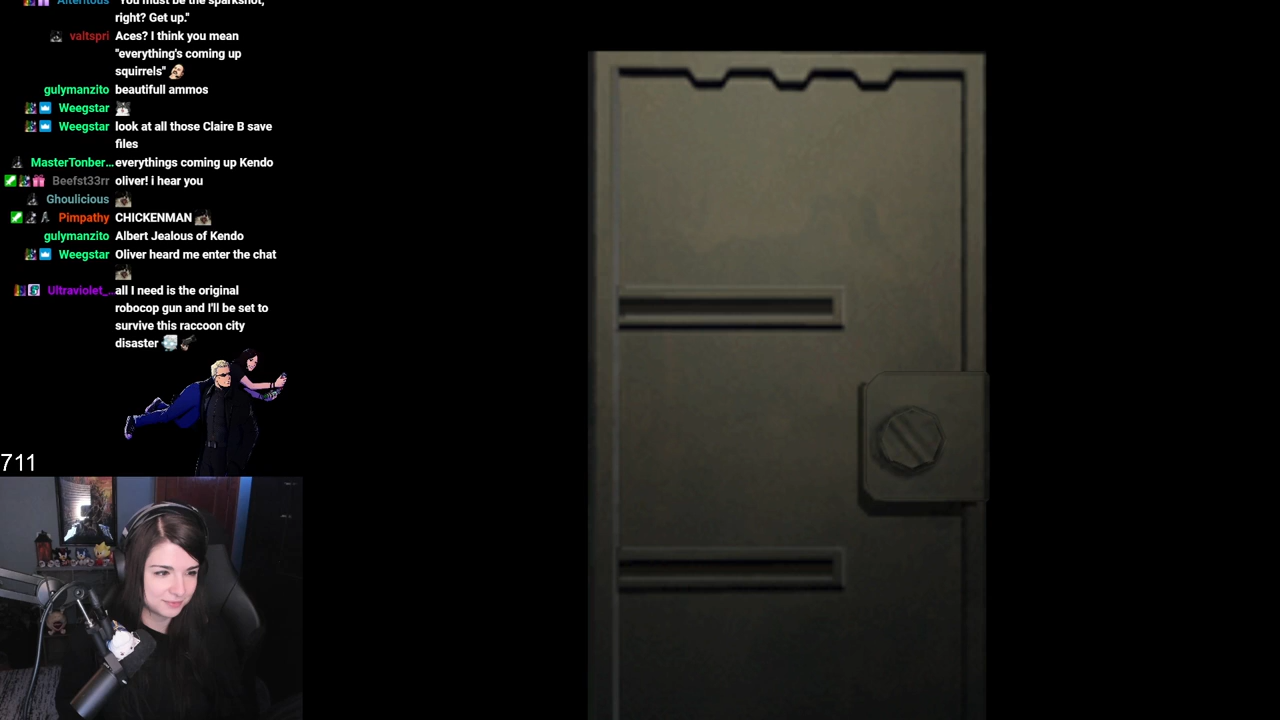 Alteritous "You must be the sparkshot,
right? Get up."
valtspri Aces? I think you mean
"everything's coming up
squirrels"
gulymanzito beautifull ammos
Weegstar
Weegstar look at all those Claire B save
files
MasterTonber… everythings coming up Kendo
Beefst33rr oliver! i hear you
Ghoulicious
Pimpathy CHICKENMAN
gulymanzito Albert Jealous of Kendo
Weegstar Oliver heard me enter the chat
Ultraviolet_… all I need is the original
robocop gun and I'll be set to
survive this raccoon city
disaster
711